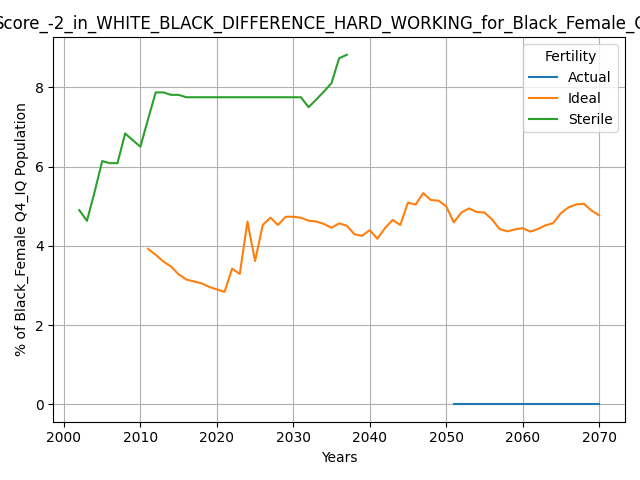 Score_-2_in_WHITE_BLACK_DIFFERENCE_HARD_WORKING_for_Black_Female_
Fertility
Actual
Ideal
Sterile
% of Black_Female Q4_IQ Population
8
6
4
2
0
2000 2010 2020 2030 2040 2050 2060 2070
Years